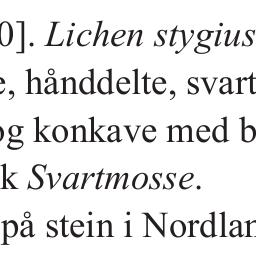 0]. Lichen stygius
e, hånddelte, svart
og konkave med b
k Svartmosse.
på stein i Nordlan